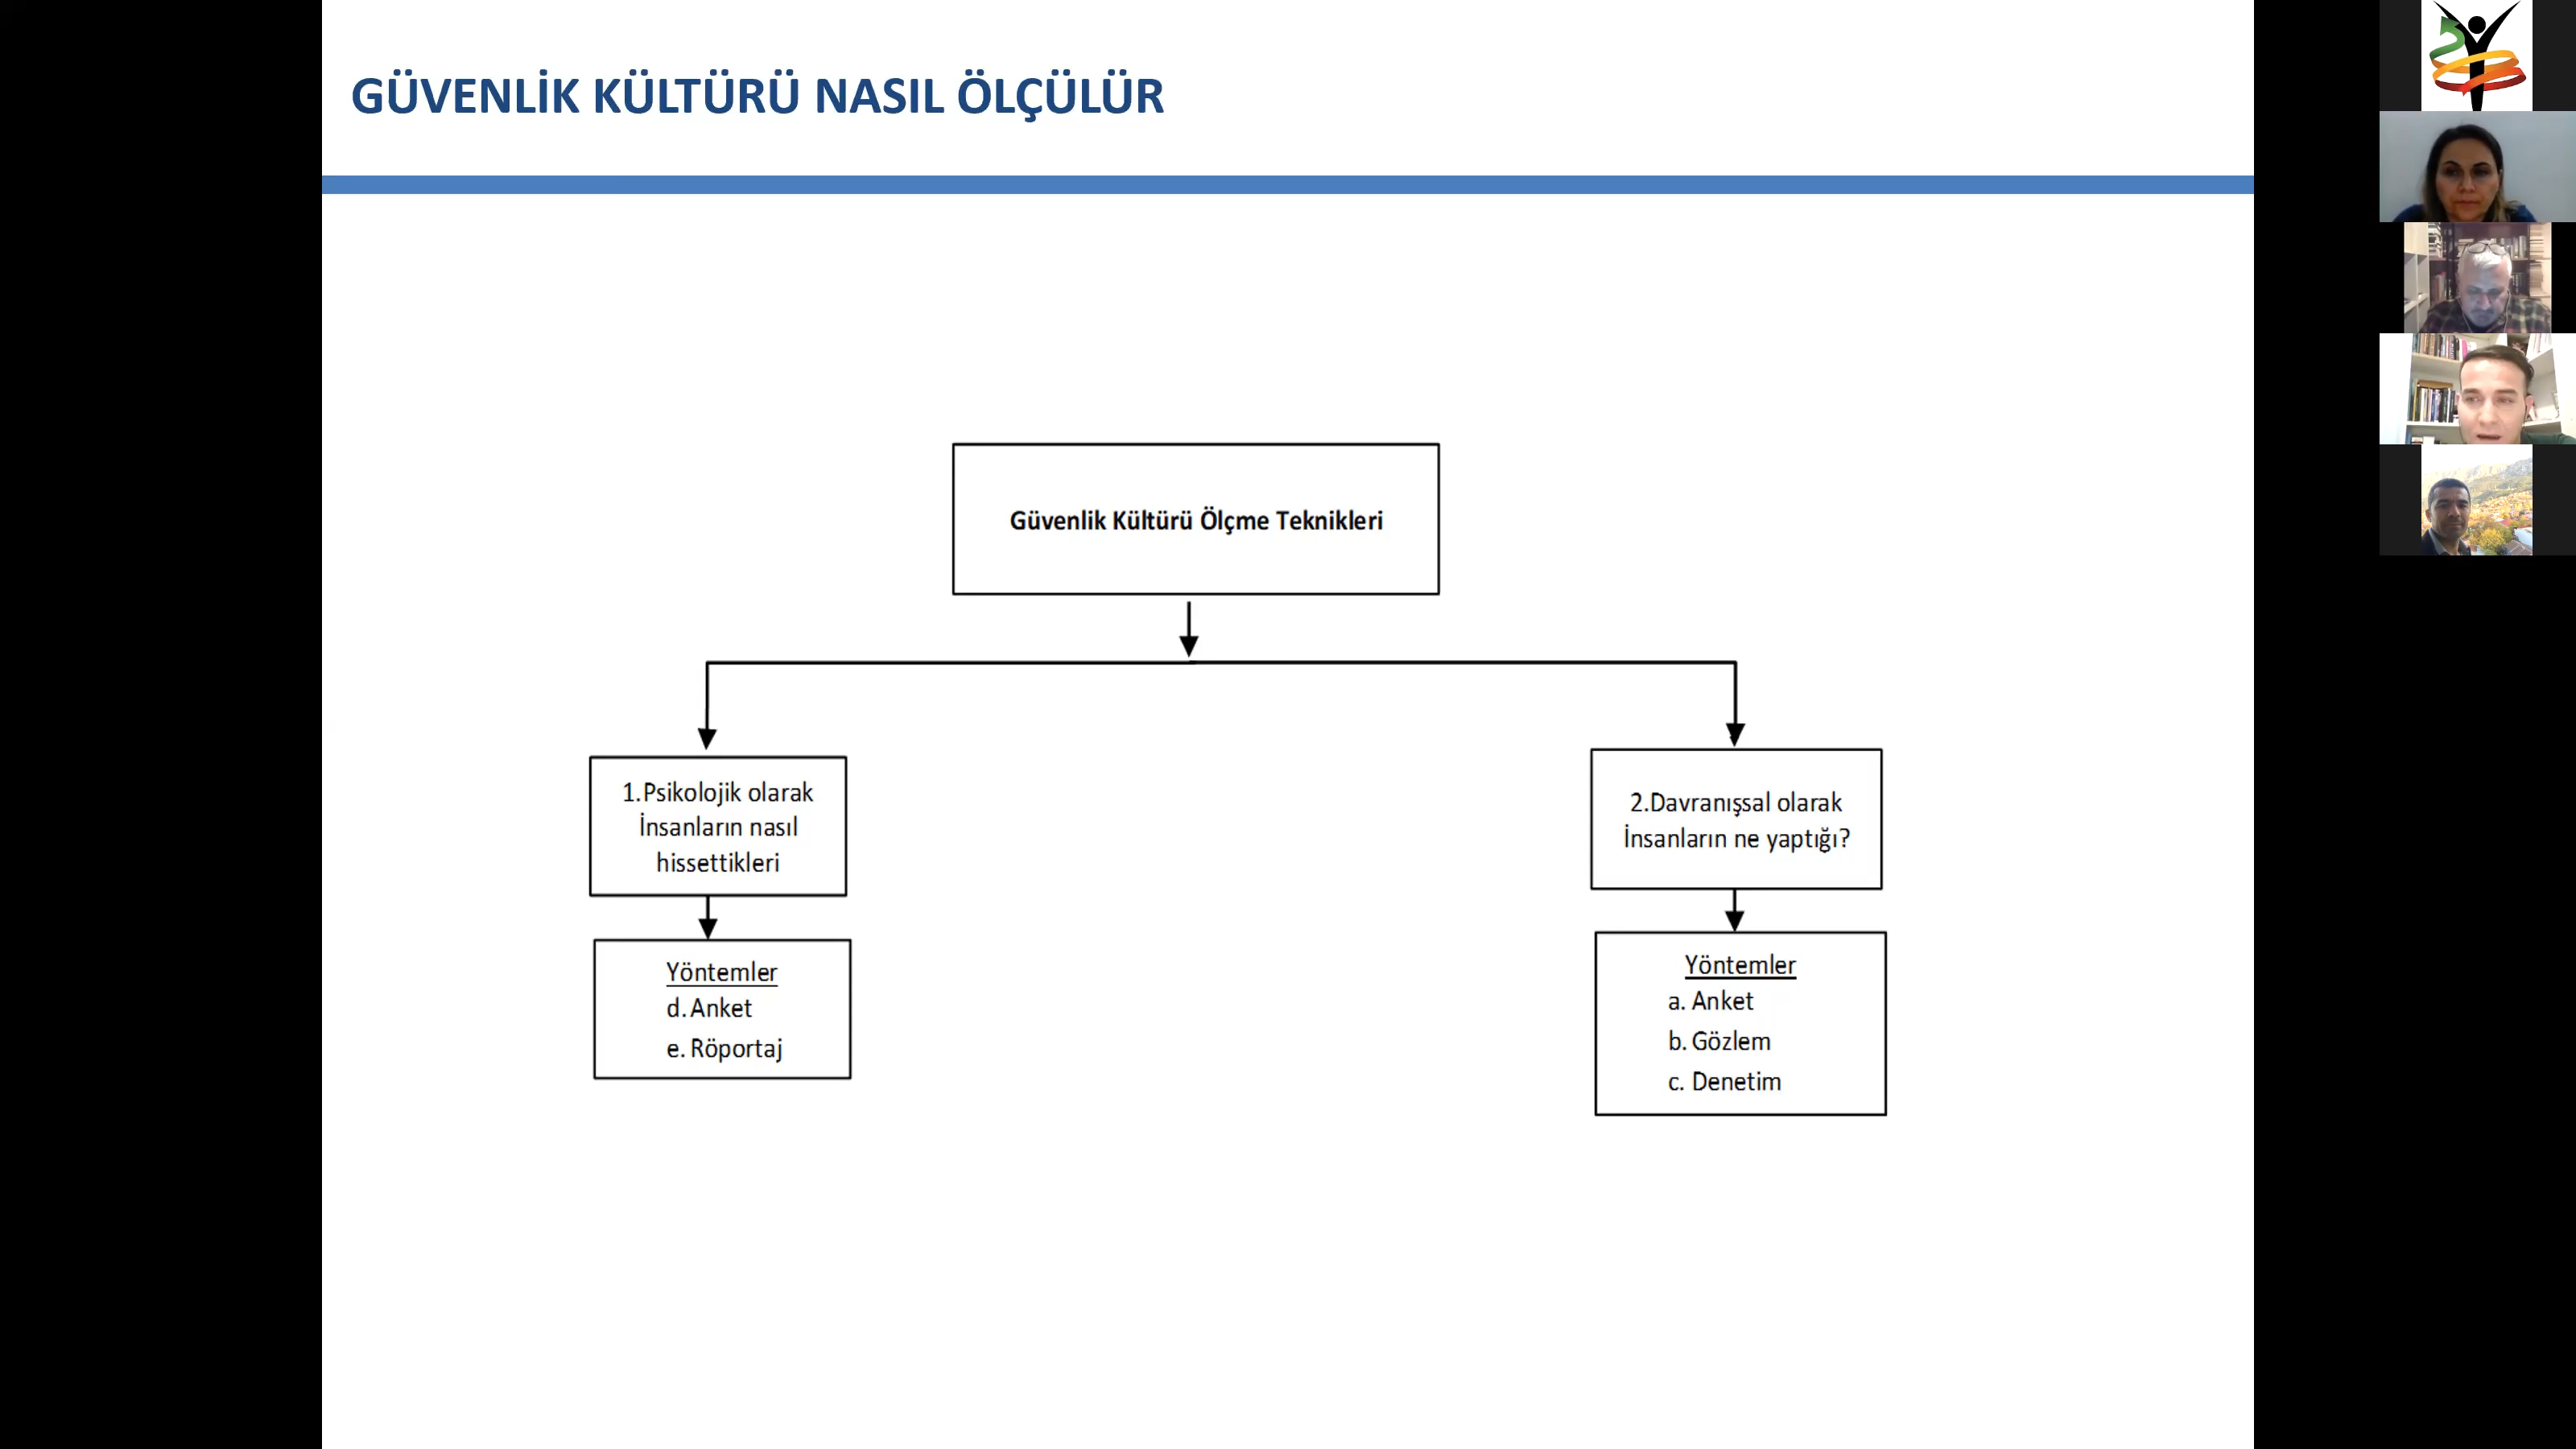 GÜVENLİK KÜLTÜRÜ NASIL ÖLÇÜLÜR
Güvenlik Kültürü Ölçme Teknikleri
1.Psikolojik olarak
İnsanların nasıl
hissettikleri
Yöntemler
d. Anket
e. Röportaj
2.Davranışsal olarak
İnsanların ne yaptığı?
Yöntemler
a. Anket
b. Gözlem
c. Denetim